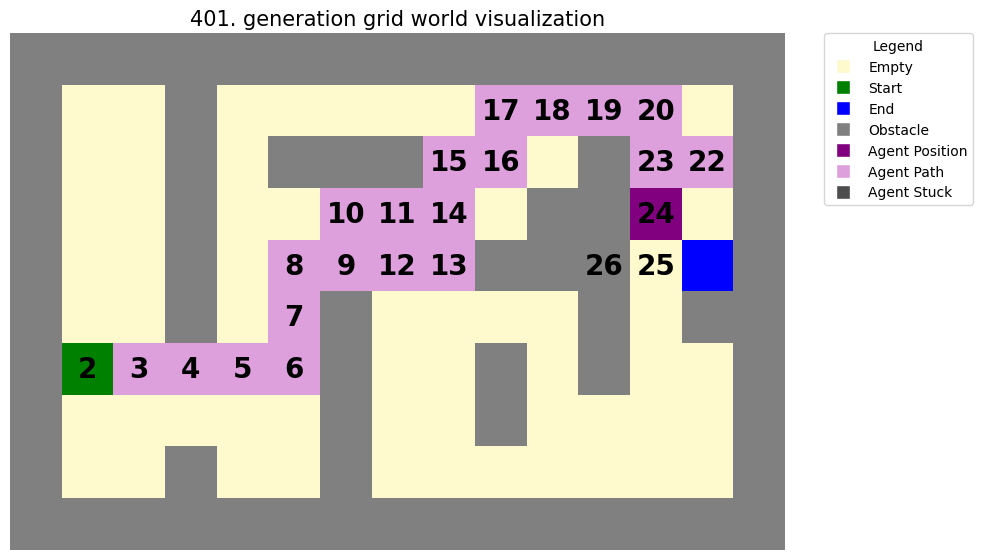 401. generation grid world visualization
17 18 19 20
15 16 23 22
10 11 14 24
8 9 12 13 26 25
7
2 3 4 5 6
Legend
Empty
Start
End
Obstacle
Agent Position
Agent Path
Agent Stuck